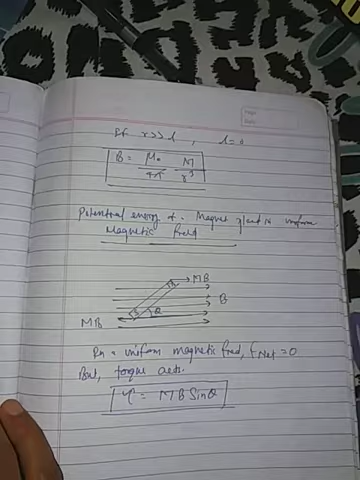 If x>>l , l=0
B = μ₀/4π M/r³
Potential energy of Magnet placed in uniform
Magnetic field
MB
B
θ
MB
In a uniform magnetic field, F Net = 0
But, torque acts.
τ = MB Sinθ